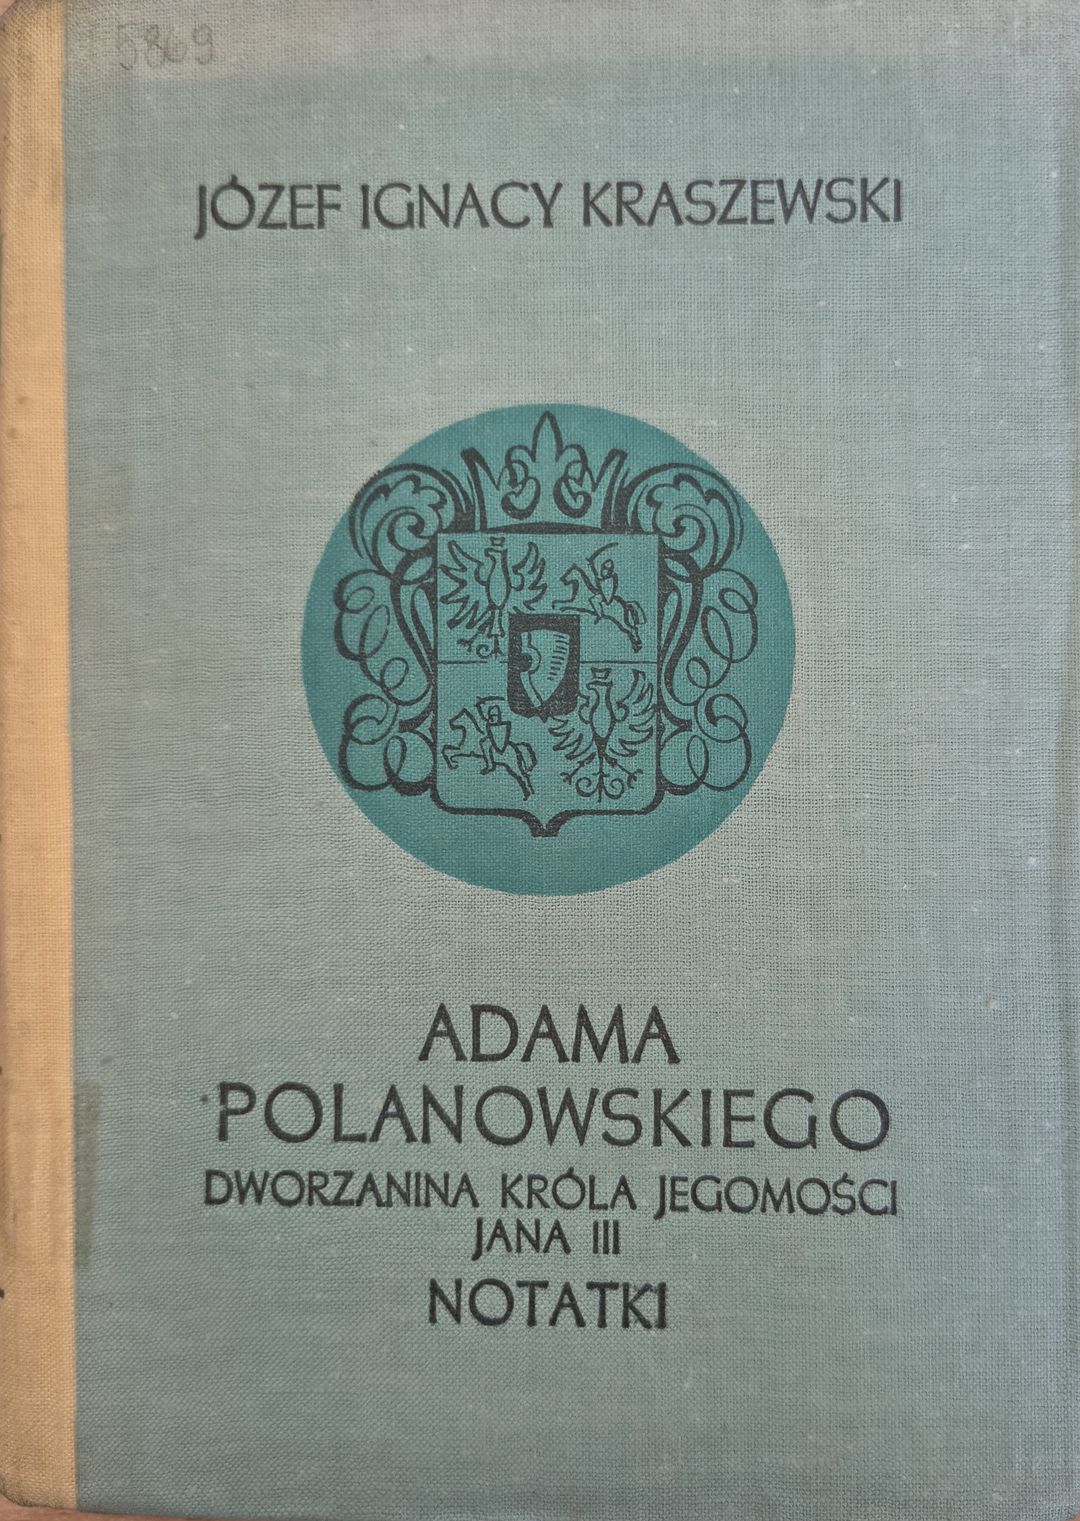 5869
JÓZEF IGNACY KRASZEWSKI
ADAMA
POLANOWSKIEGO
DWORZANINA KRÓLA JEGOMOŚCI
JANA III
NOTATKI